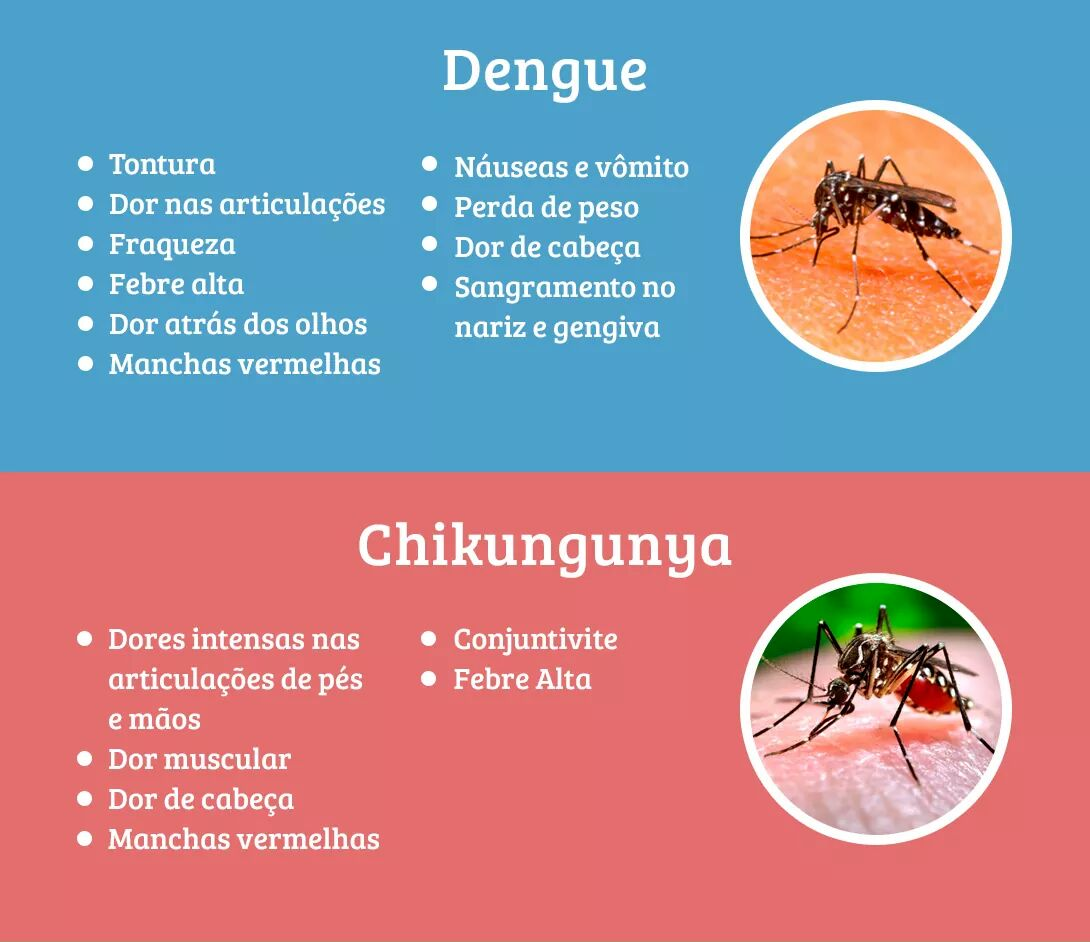 Dengue
Tontura
Dor nas articulações
Fraqueza
Febre alta
Dor atrás dos olhos
Manchas vermelhas
Náuseas e vômito
Perda de peso
Dor de cabeça
Sangramento no
nariz e gengiva
Chikungunya
Dores intensas nas
articulações de pés
e mãos
Dor muscular
Dor de cabeça
Manchas vermelhas
Conjuntivite
Febre Alta